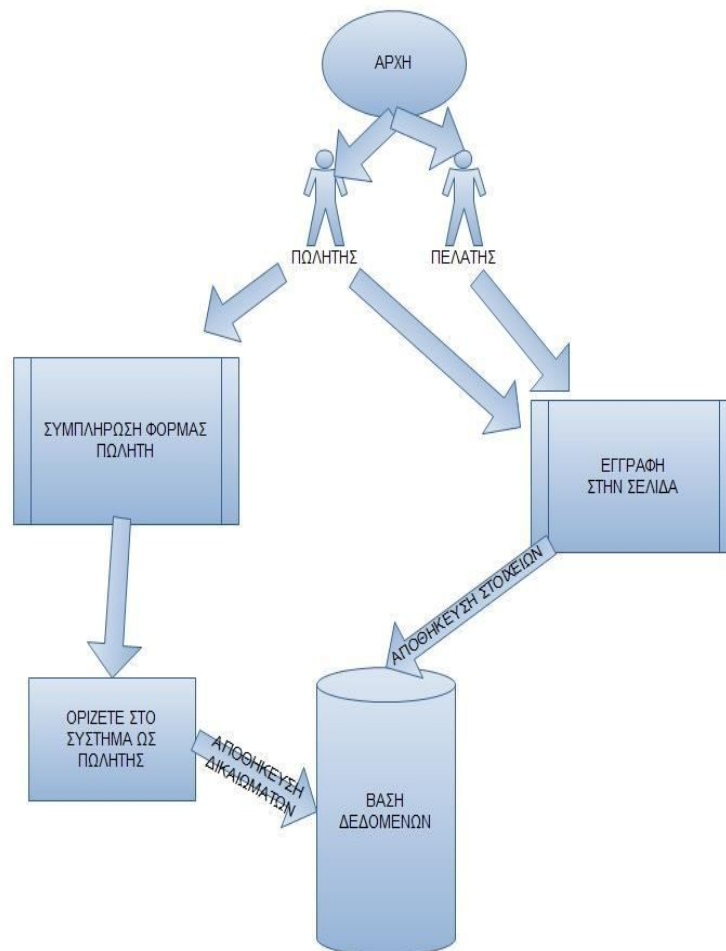 ΑΡΧΗ
ΠΩΛΗΤΗΣ
ΠΕΛΑΤΗΣ
ΣΥΜΠΛΗΡΩΣΗ ΦΟΡΜΑΣ
ΠΩΛΗΤΗ
ΕΓΓΡΑΦΗ
ΣΤΗΝ ΣΕΛΙΔΑ
ΑΠΟΘΗΚΕΥΣΗ ΣΤΟΙΧΕΙΩΝ
ΟΡΙΖΕΤΕ ΣΤΟ
ΣΥΣΤΗΜΑ ΩΣ
ΠΩΛΗΤΗΣ
ΑΠΟΘΗΚΕΥΣΗ
ΔΙΚΑΙΩΜΑΤΩΝ
ΒΑΣΗ
ΔΕΔΟΜΕΝΩΝ